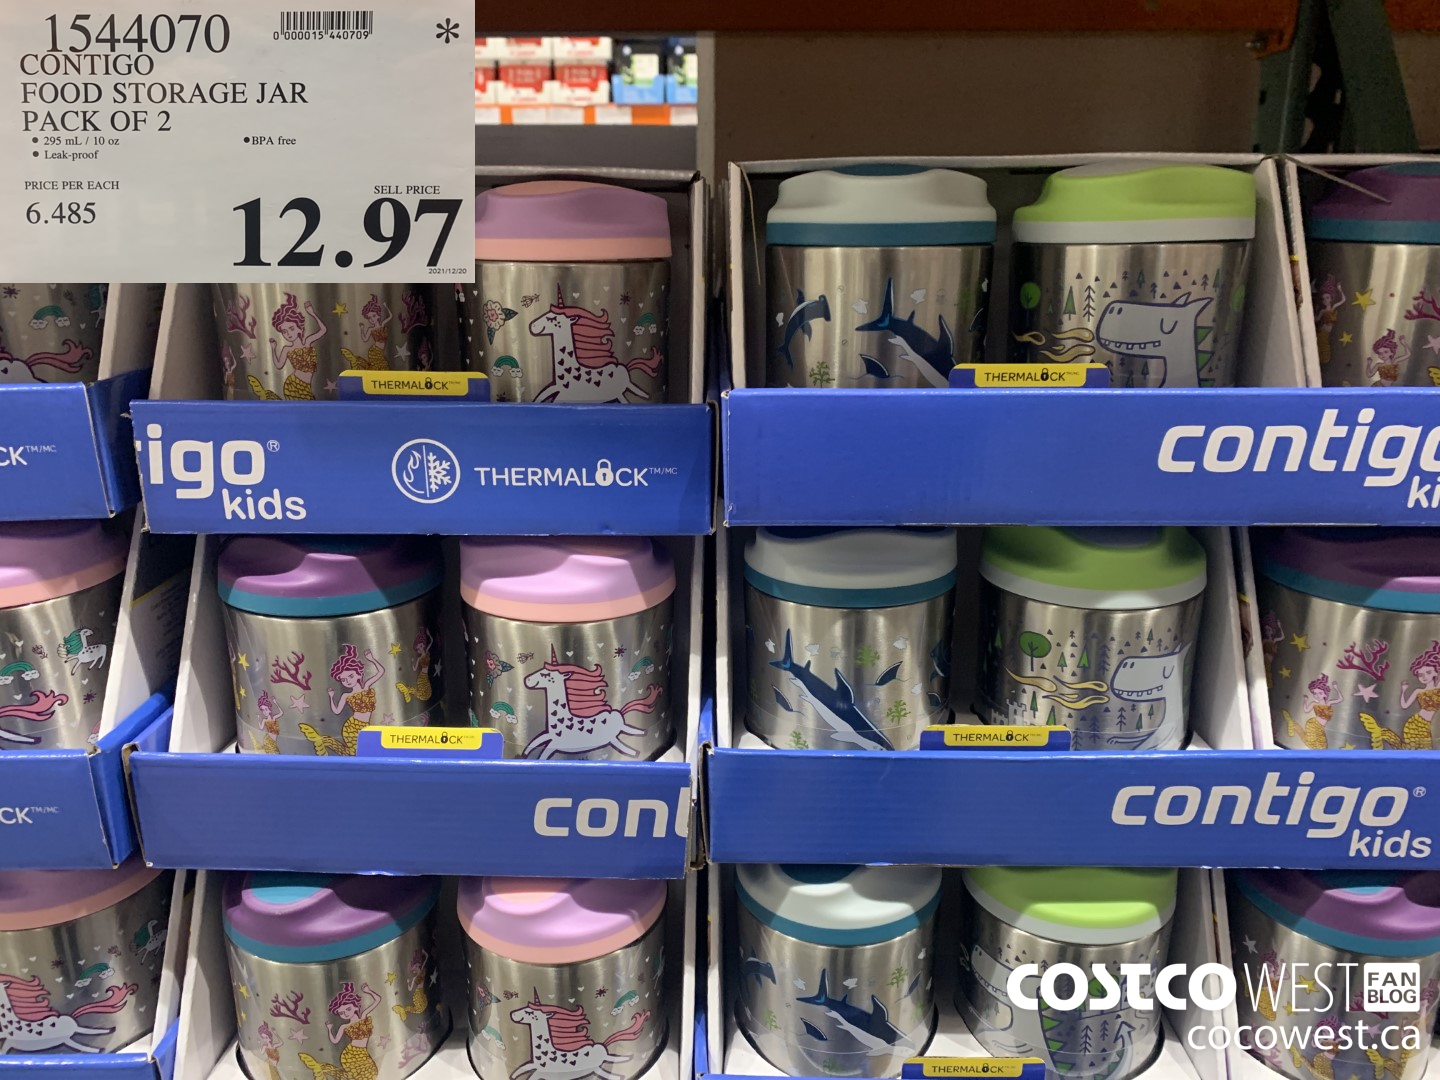 1544070
0 000015 440709
*
CONTIGO
FOOD STORAGE JAR
PACK OF 2
• 295 mL / 10 oz
• BPA free
• Leak-proof
PRICE PER EACH
6.485
SELL PRICE
12.97
2021/12/20
THERMALOCK
THERMALOCK
CK™/MC
igo®
kids
THERMALOCK™/MC
contigo
ki
THERMALOCK
THERMALOCK
CK™/MC
cont
contigo®
kids
COSTCO WEST FAN BLOG
cocowest.ca
THERMALOCK